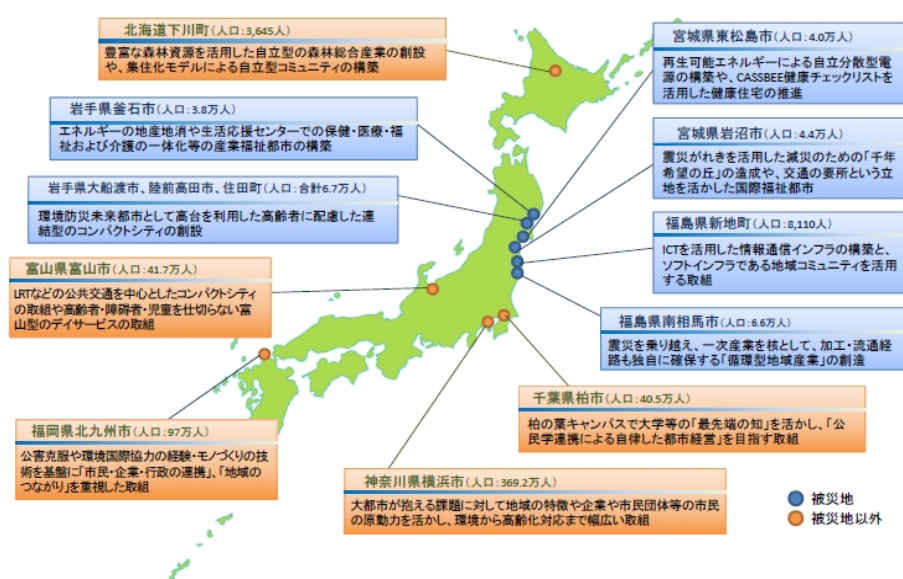 北海道下川町(人口:3,645人)
豊富な森林資源を活用した自立型の森林総合産業の創設
や、集住化モデルによる自立型コミュニティの構築
岩手県釜石市(人口:3.8万人)
エネルギーの地産地消や生活応援センターでの保健・医療・福
祉および介護の一体化等の産業福祉都市の構築
岩手県大船渡市、陸前高田市、住田町(人口:合計6.7万人)
環境防災未来都市として高台を利用した高齢者に配慮した連
結型のコンパクトシティの創設
富山県富山市(人口:41.7万人)
LRTなどの公共交通を中心としたコンパクトシティ
の取組や高齢者・障碍者・児童を仕切らない富
山型のデイサービスの取組
福岡県北九州市(人口:97万人)
公害克服や環境国際協力の経験・モノづくりの技
術を基盤に「市民・企業・行政の連携」、「地域の
つながり」を重視した取組
宮城県東松島市(人口:4.0万人)
再生可能エネルギーによる自立分散型電
源の構築や、CASSBEE健康チェックリストを
活用した健康住宅の推進
宮城県岩沼市(人口:4.4万人)
震災がれきを活用した減災のための「千年
希望の丘」の造成や、交通の要所という立
地を活かした国際福祉都市
福島県新地町(人口:8,110人)
ICTを活用した情報通信インフラの構築と、
ソフトインフラである地域コミュニティを活用
する取組
福島県南相馬市(人口:6.6万人)
震災を乗り越え、一次産業を核として、加工・流通経
路も独自に確保する「循環型地域産業」の創造
千葉県柏市(人口:40.5万人)
柏の葉キャンパスで大学等の「最先端の知」を活かし、「公
民学連携による自律した都市経営」を目指す取組
神奈川県横浜市(人口:369.2万人)
大都市が抱える課題に対して地域の特徴や企業や市民団体等の市民
の原動力を活かし、環境から高齢化対応まで幅広い取組
被災地
被災地以外